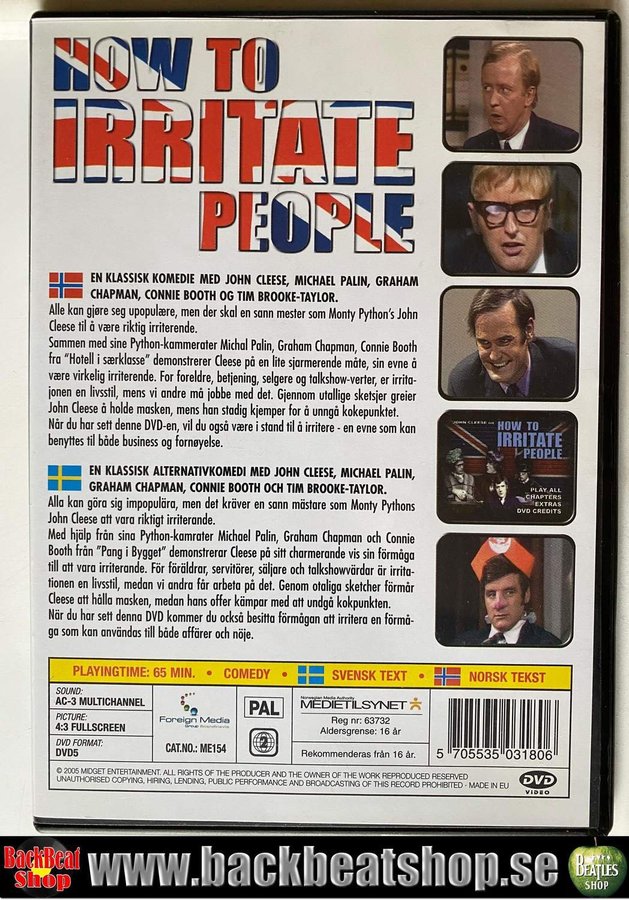 HOW TO
IRRITATE
PEOPLE
EN KLASSISK KOMEDIE MED JOHN CLEESE, MICHAEL PALIN, GRAHAM
CHAPMAN, CONNIE BOOTH OG TIM BROOKE-TAYLOR.
Alle kan gjøre seg upopulære, men der skal en sann mester som Monty Python's John
Cleese til å være riktig irriterende.
Sammen med sine Python-kammerater Michal Palin, Graham Chapman, Connie Booth
fra "Hotell i særklasse" demonstrerer Cleese på en lite sjarmerende måte, sin evne å
være virkelig irriterende. For foreldre, betjening, selgere og talkshow-verter, er irrita-
jonen en livsstil, mens vi andre må jobbe med det. Gjennom utallige sketsjer greier
John Cleese å holde masken, mens han stadig kjemper for å unngå kokepunktet.
Når du har sett denne DVD-en, vil du også være i stand til å irritere - en evne som kan
benyttes til både business og fornøyelse.
EN KLASSISK ALTERNATIVKOMEDI MED JOHN CLEESE, MICHAEL PALIN,
GRAHAM CHAPMAN, CONNIE BOOTH OCH TIM BROOKE-TAYLOR.
Alla kan göra sig impopulära, men det kräver en sann mästare som Monty Pythons
John Cleese att vara riktigt irriterande.
Med hjälp från sina Python-kamrater Michael Palin, Graham Chapman och Connie
Booth från "Pang i Bygget" demonstrerar Cleese på sitt charmerande vis sin förmåga
till att vara irriterande. För föräldrar, servitörer, säljare och talkshowvärdar är irrita-
tionen en livsstil, medan vi andra får arbeta på det. Genom otaliga sketcher förmår
Cleese att hålla masken, medan hans offer kämpar med att undgå kokpunkten.
När du har sett denna DVD kommer du också besitta förmågan att irritera en förmå-
ga som kan användas till både affärer och nöje.
JOHN CLEESE ON
HOW TO
IRRITATE
PEOPLE
PLAY ALL
CHAPTERS
EXTRAS
DVD CREDITS
PLAYINGTIME: 65 MIN. • COMEDY • SVENSK TEXT • NORSK TEKST
SOUND:
AC-3 MULTICHANNEL
PICTURE:
4:3 FULLSCREEN
DVD FORMAT:
DVD5
Foreign Media
Group Scandinavia
CAT.NO.: ME154
PAL
2
Norwegian Media Authority
MEDIETILSYNET
Reg nr: 63732
Aldersgrense: 16 år
Rekommenderas från 16 år.
5 705535 031806
DVD
VIDEO
© 2005 MIDGET ENTERTAINMENT. ALL RIGHTS OF THE PRODUCER AND THE OWNER OF THE WORK REPRODUCED RESERVED
UNAUTHORISED COPYING, HIRING, LENDING, PUBLIC PERFORMANCE AND BROADCASTING OF THIS RECORD PROHIBITED - MADE IN EU
BackBeat
Shop
www.backbeatshop.se
BEATLES
SHOP